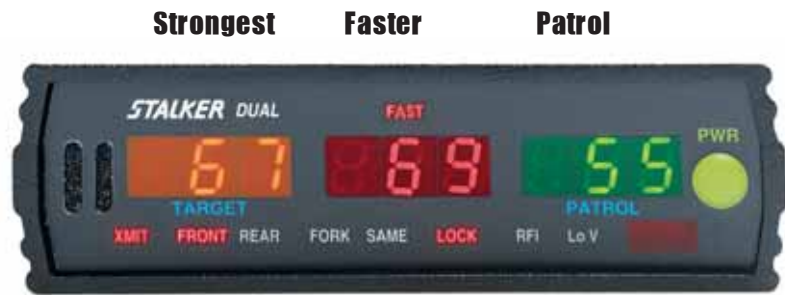 Strongest Faster Patrol
STALKER DUAL FAST
67 69 55 PWR
TARGET PATROL
XMIT FRONT REAR FORK SAME LOCK RFI Lo V